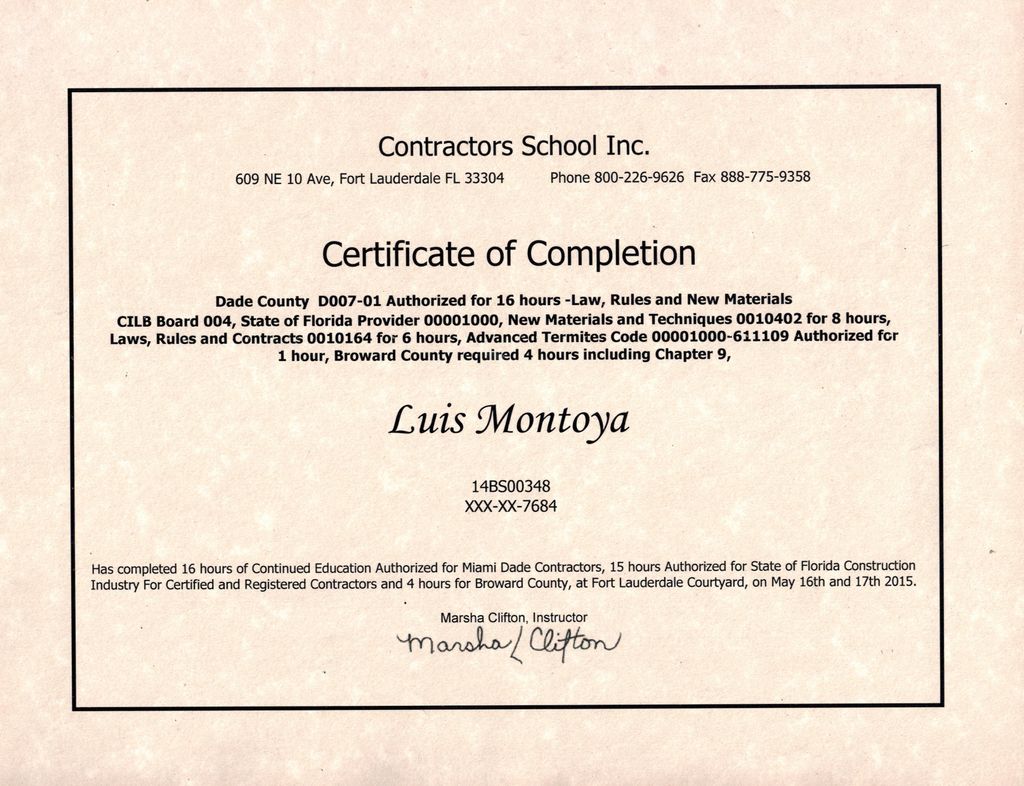 Contractors School Inc.
609 NE 10 Ave, Fort Lauderdale FL 33304 Phone 800-226-9626 Fax 888-775-9358
Certificate of Completion
Dade County D007-01 Authorized for 16 hours -Law, Rules and New Materials
CILB Board 004, State of Florida Provider 00001000, New Materials and Techniques 0010402 for 8 hours,
Laws, Rules and Contracts 0010164 for 6 hours, Advanced Termites Code 00001000-611109 Authorized for
1 hour, Broward County required 4 hours including Chapter 9,
Luis Montoya
14BS00348
XXX-XX-7684
Has completed 16 hours of Continued Education Authorized for Miami Dade Contractors, 15 hours Authorized for State of Florida Construction
Industry For Certified and Registered Contractors and 4 hours for Broward County, at Fort Lauderdale Courtyard, on May 16th and 17th 2015.
Marsha Clifton, Instructor
Marsha L Clifton